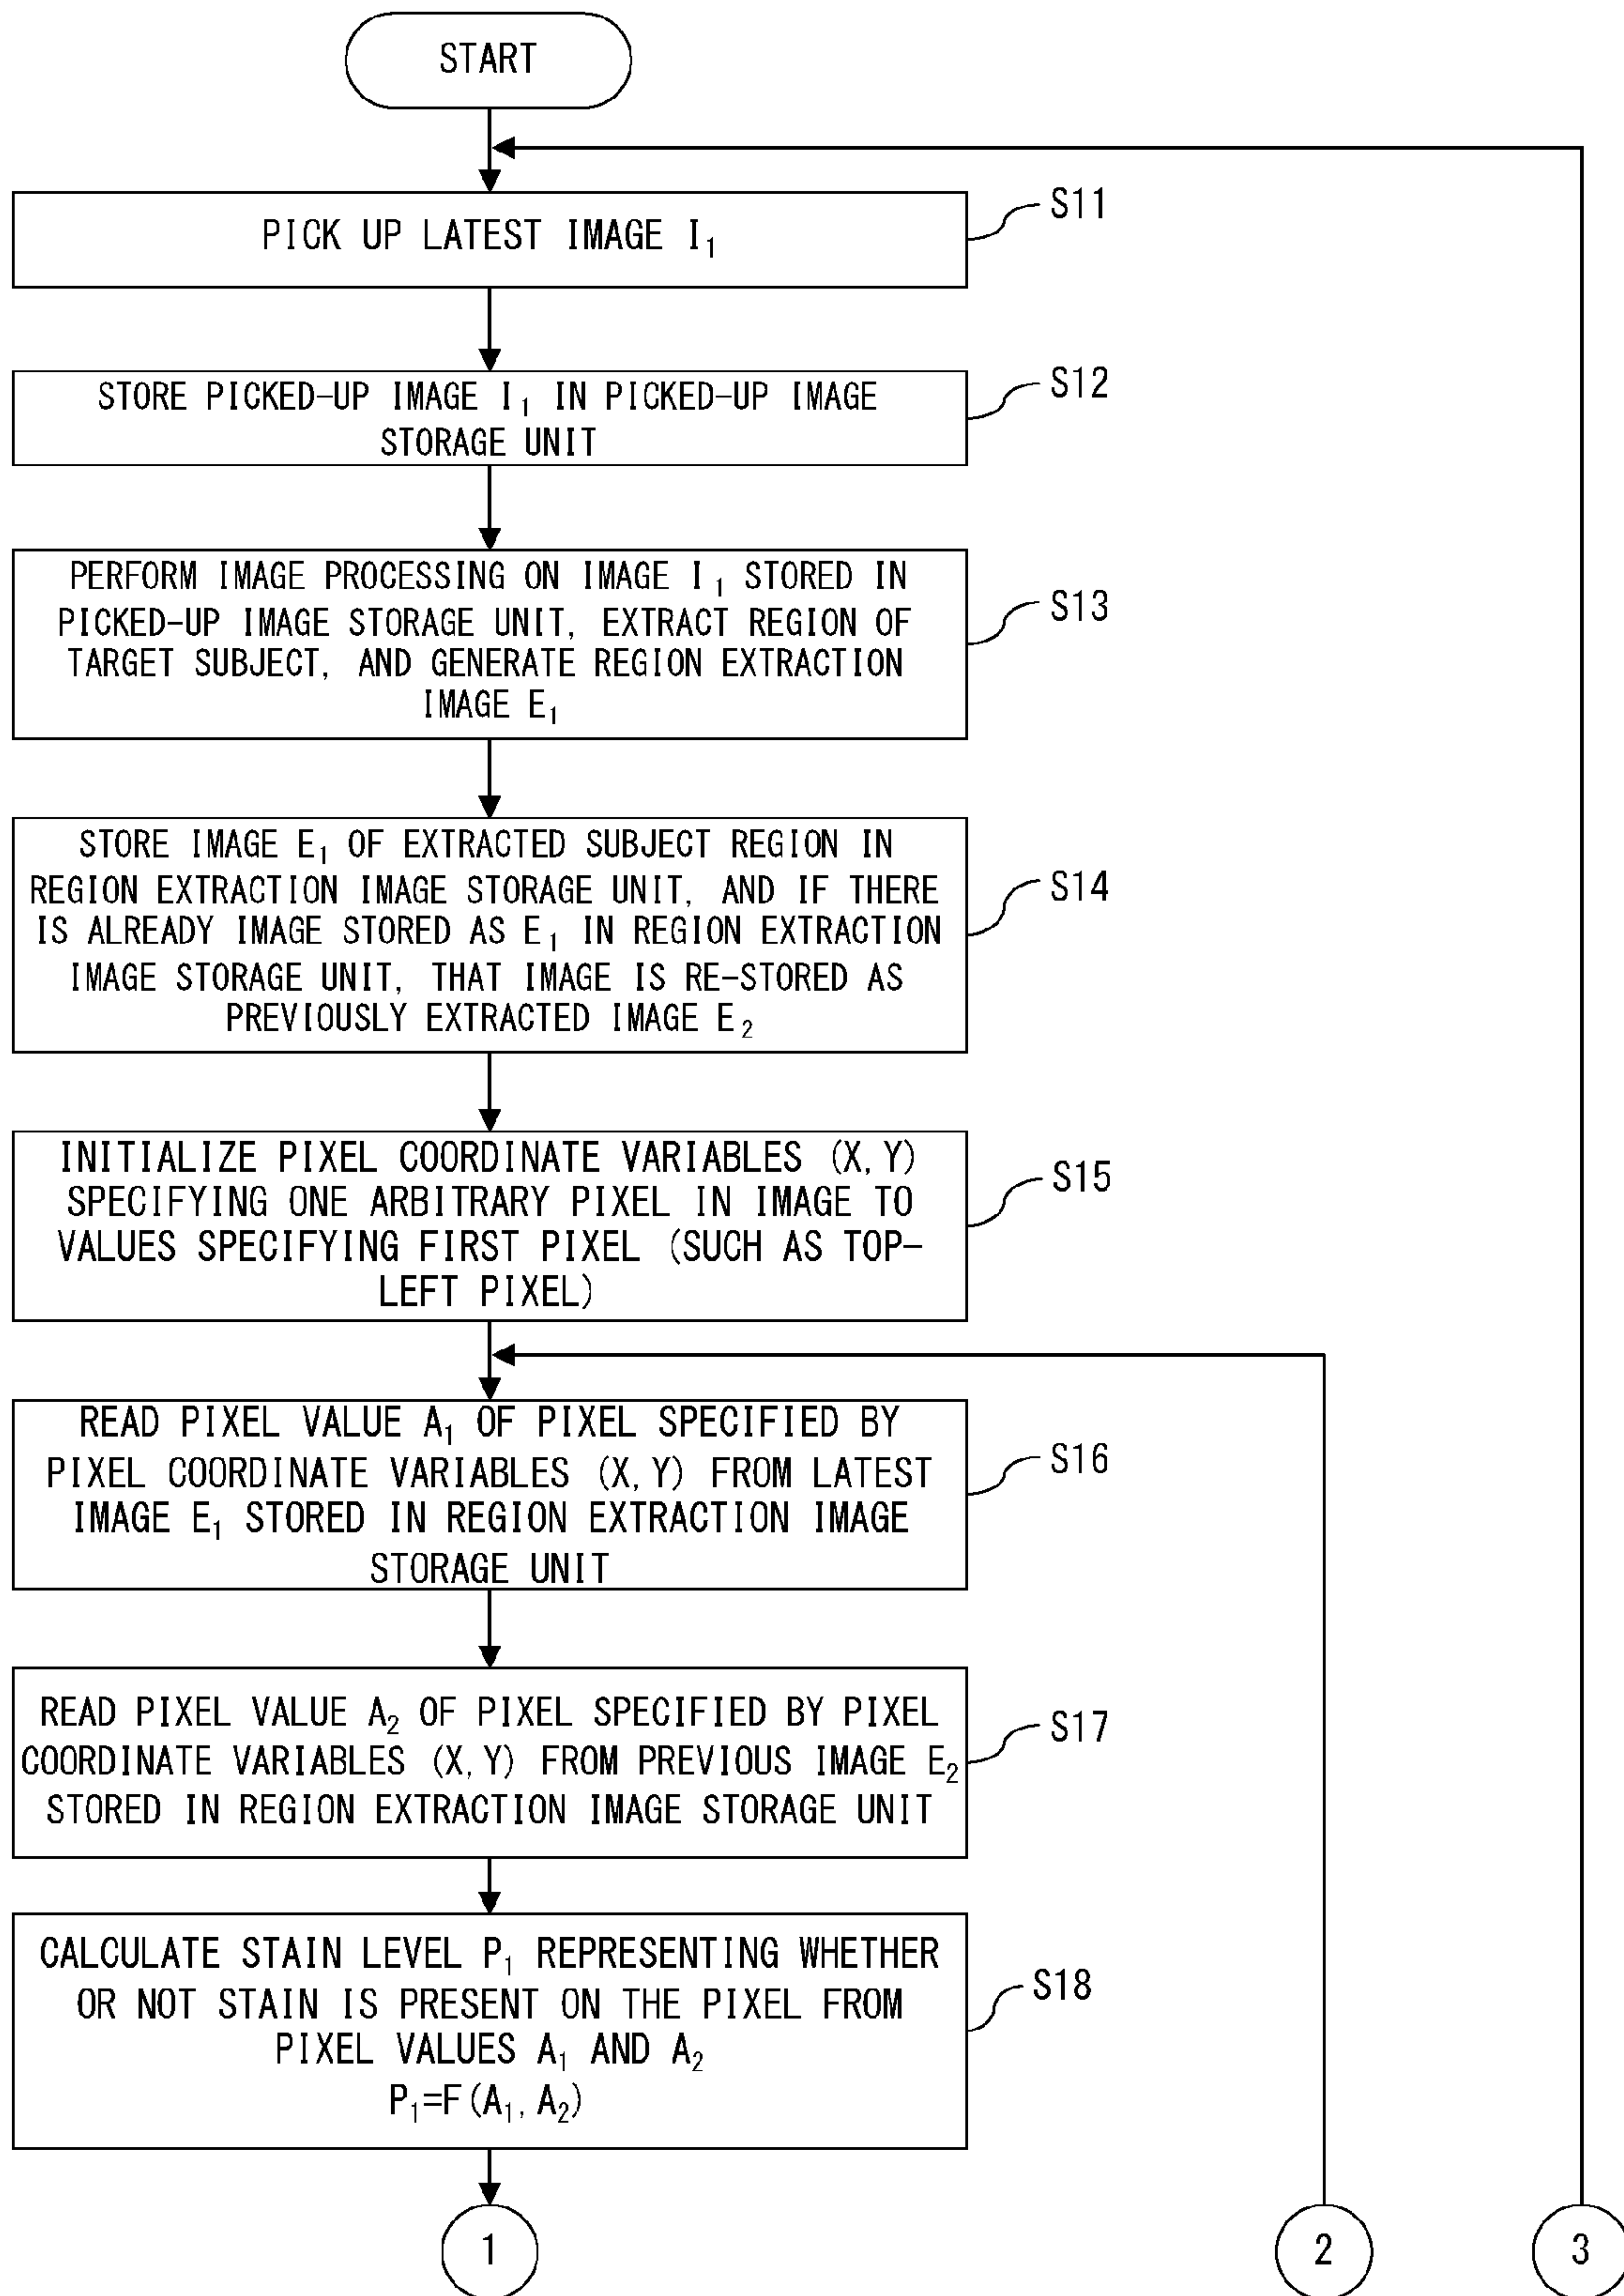 START
PICK UP LATEST IMAGE I₁
S11
STORE PICKED-UP IMAGE I₁ IN PICKED-UP IMAGE
STORAGE UNIT
S12
PERFORM IMAGE PROCESSING ON IMAGE I₁ STORED IN
PICKED-UP IMAGE STORAGE UNIT, EXTRACT REGION OF
TARGET SUBJECT, AND GENERATE REGION EXTRACTION
IMAGE E₁
S13
STORE IMAGE E₁ OF EXTRACTED SUBJECT REGION IN
REGION EXTRACTION IMAGE STORAGE UNIT, AND IF THERE
IS ALREADY IMAGE STORED AS E₁ IN REGION EXTRACTION
IMAGE STORAGE UNIT, THAT IMAGE IS RE-STORED AS
PREVIOUSLY EXTRACTED IMAGE E₂
S14
INITIALIZE PIXEL COORDINATE VARIABLES (X, Y)
SPECIFYING ONE ARBITRARY PIXEL IN IMAGE TO
VALUES SPECIFYING FIRST PIXEL (SUCH AS TOP-
LEFT PIXEL)
S15
READ PIXEL VALUE A₁ OF PIXEL SPECIFIED BY
PIXEL COORDINATE VARIABLES (X, Y) FROM LATEST
IMAGE E₁ STORED IN REGION EXTRACTION IMAGE
STORAGE UNIT
S16
READ PIXEL VALUE A₂ OF PIXEL SPECIFIED BY PIXEL
COORDINATE VARIABLES (X, Y) FROM PREVIOUS IMAGE E₂
STORED IN REGION EXTRACTION IMAGE STORAGE UNIT
S17
CALCULATE STAIN LEVEL P₁ REPRESENTING WHETHER
OR NOT STAIN IS PRESENT ON THE PIXEL FROM
PIXEL VALUES A₁ AND A₂
P₁=F(A₁, A₂)
S18
1
2
3